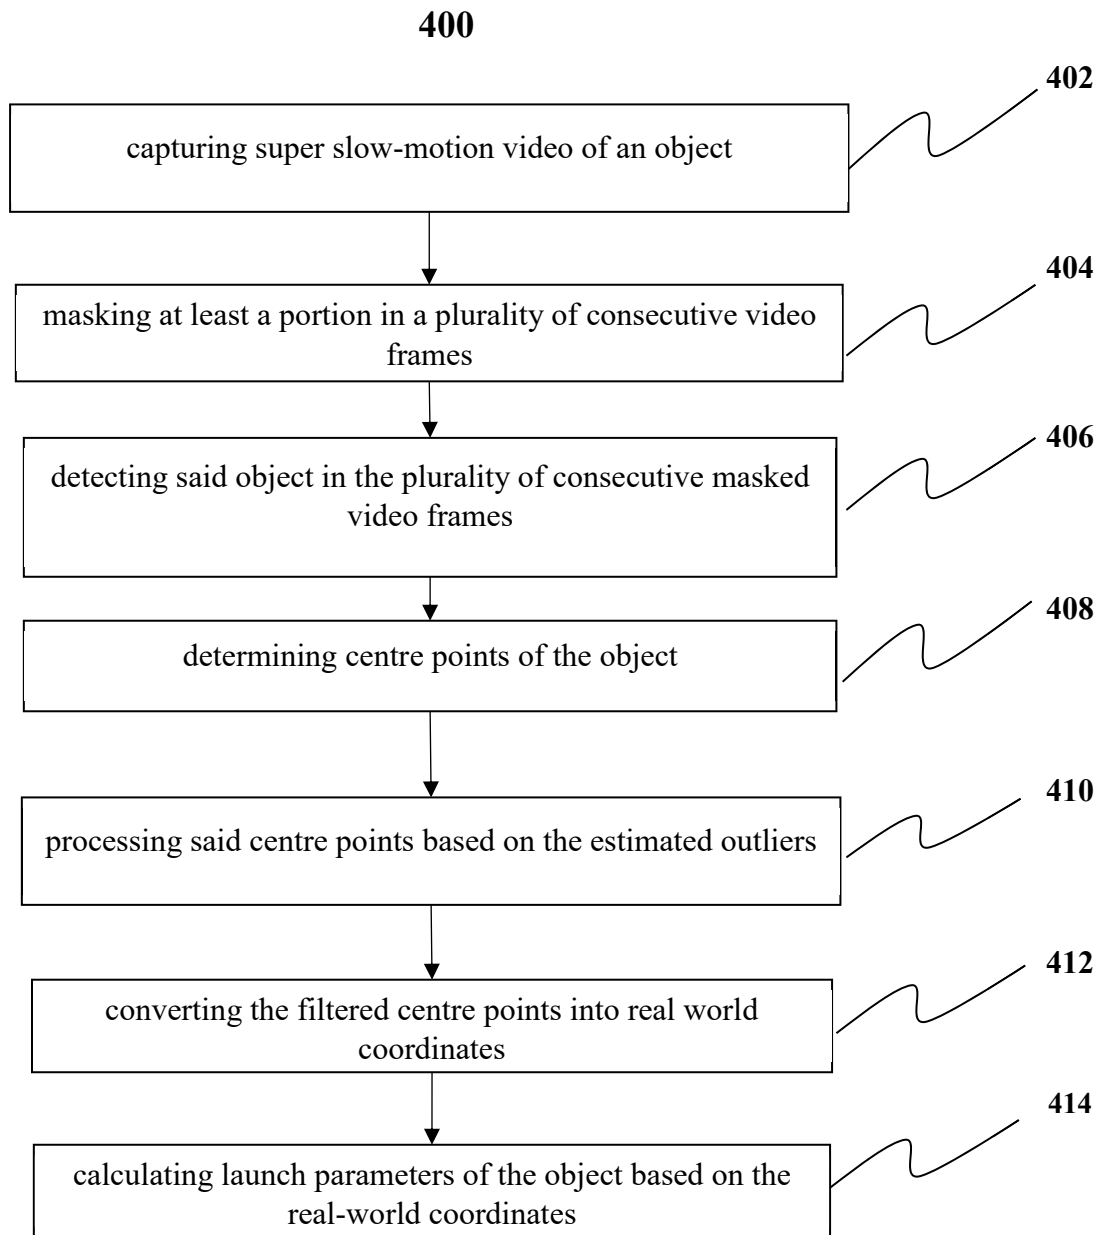 400
402
capturing super slow-motion video of an object
404
masking at least a portion in a plurality of consecutive video
frames
406
detecting said object in the plurality of consecutive masked
video frames
408
determining centre points of the object
410
processing said centre points based on the estimated outliers
412
converting the filtered centre points into real world
coordinates
414
calculating launch parameters of the object based on the
real-world coordinates